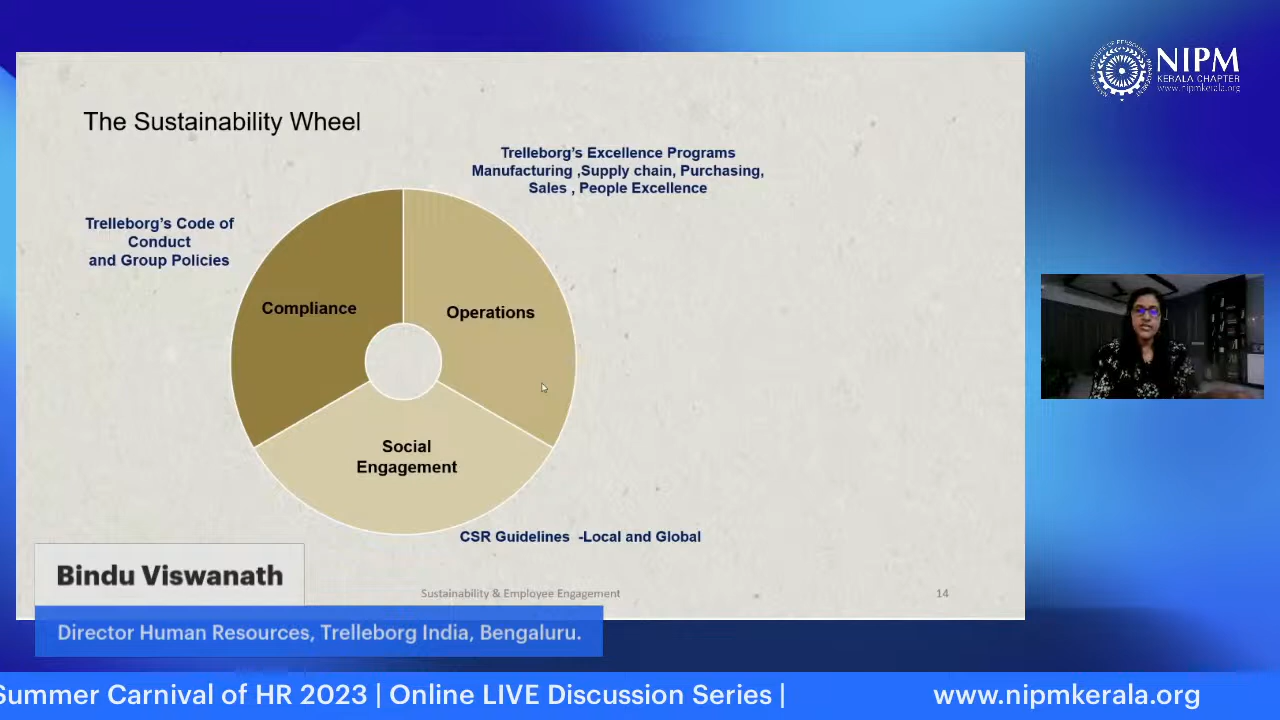 NIPM
KERALA CHAPTER
www.nipmkerala.org
The Sustainability Wheel
Trelleborg's Excellence Programs
Manufacturing ,Supply chain, Purchasing,
Sales , People Excellence
Trelleborg's Code of
Conduct
and Group Policies
Compliance
Operations
Social
Engagement
CSR Guidelines -Local and Global
Sustainability & Employee Engagement
14
Bindu Viswanath
Director Human Resources, Trelleborg India, Bengaluru.
Summer Carnival of HR 2023 | Online LIVE Discussion Series |
www.nipmkerala.org